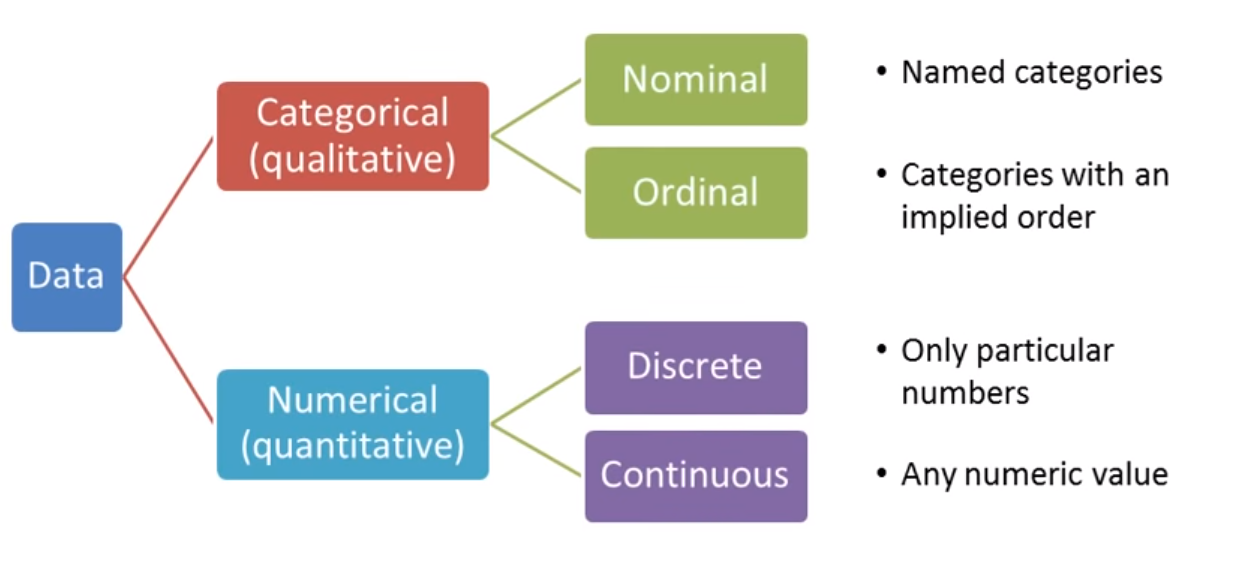 Data
Categorical
(qualitative)
Nominal
• Named categories
Ordinal
• Categories with an
implied order
Numerical
(quantitative)
Discrete
• Only particular
numbers
Continuous
• Any numeric value